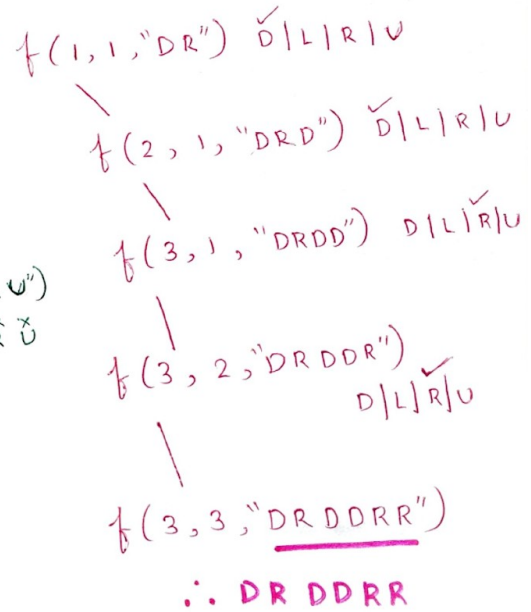 f(1,1,"DR") D|L|R|U
f(2,1,"DRD") D|L|R|U
f(3,1,"DRDD") D|L|R|U
U")
U
f(3,2,"DRDDR")
D|L|R|U
f(3,3,"DRDDRR")
∴ DRDDRR